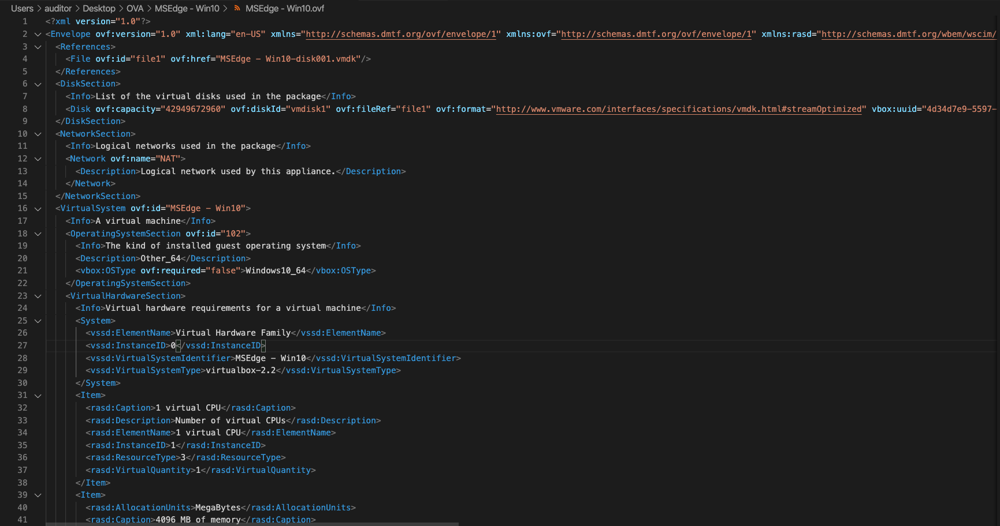 Users > auditor > Desktop > OVA > MSEdge - Win10 > MSEdge - Win10.ovf
1 <?xml version="1.0"?>
2 <Envelope ovf:version="1.0" xml:lang="en-US" xmlns="http://schemas.dmtf.org/ovf/envelope/1" xmlns:ovf="http://schemas.dmtf.org/ovf/envelope/1" xmlns:rasd="http://schemas.dmtf.org/wbem/wscim/
3 <References>
4 <File ovf:id="file1" ovf:href="MSEdge - Win10-disk001.vmdk"/>
5 </References>
6 <DiskSection>
7 <Info>List of the virtual disks used in the package</Info>
8 <Disk ovf:capacity="42949672960" ovf:diskId="vmdisk1" ovf:fileRef="file1" ovf:format="http://www.vmware.com/interfaces/specifications/vmdk.html#streamOptimized" vbox:uuid="4d34d7e9-5597-
9 </DiskSection>
10 <NetworkSection>
11 <Info>Logical networks used in the package</Info>
12 <Network ovf:name="NAT">
13 <Description>Logical network used by this appliance.</Description>
14 </Network>
15 </NetworkSection>
16 <VirtualSystem ovf:id="MSEdge - Win10">
17 <Info>A virtual machine</Info>
18 <OperatingSystemSection ovf:id="102">
19 <Info>The kind of installed guest operating system</Info>
20 <Description>Other_64</Description>
21 <vbox:OSType ovf:required="false">Windows10_64</vbox:OSType>
22 </OperatingSystemSection>
23 <VirtualHardwareSection>
24 <Info>Virtual hardware requirements for a virtual machine</Info>
25 <System>
26 <vssd:ElementName>Virtual Hardware Family</vssd:ElementName>
27 <vssd:InstanceID>0</vssd:InstanceID>
28 <vssd:VirtualSystemIdentifier>MSEdge - Win10</vssd:VirtualSystemIdentifier>
29 <vssd:VirtualSystemType>virtualbox-2.2</vssd:VirtualSystemType>
30 </System>
31 <Item>
32 <rasd:Caption>1 virtual CPU</rasd:Caption>
33 <rasd:Description>Number of virtual CPUs</rasd:Description>
34 <rasd:ElementName>1 virtual CPU</rasd:ElementName>
35 <rasd:InstanceID>1</rasd:InstanceID>
36 <rasd:ResourceType>3</rasd:ResourceType>
37 <rasd:VirtualQuantity>1</rasd:VirtualQuantity>
38 </Item>
39 <Item>
40 <rasd:AllocationUnits>MegaBytes</rasd:AllocationUnits>
41 <rasd:Caption>4096 MB of memory</rasd:Caption>